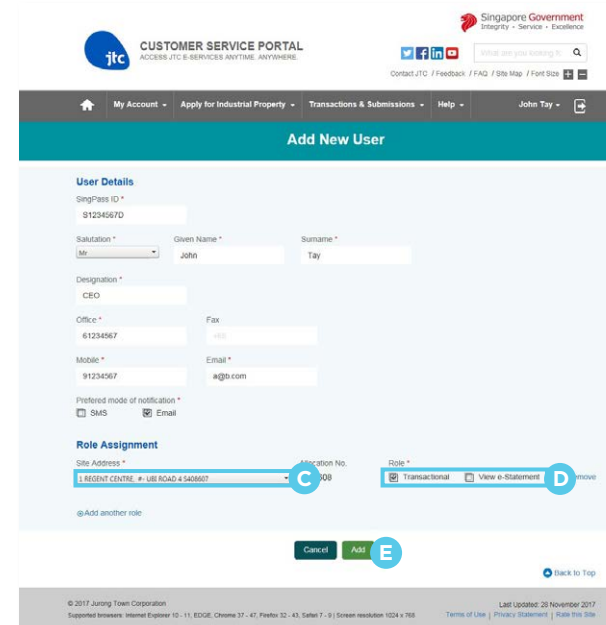 Singapore Government
Integrity · Service · Excellence
jtc
CUSTOMER SERVICE PORTAL
ACCESS JTC E-SERVICES ANYTIME, ANYWHERE.
What are you looking fo
Contact JTC / Feedback / FAQ / Site Map / Font Size
My Account Apply for Industrial Property Transactions & Submissions Help John Tay
Add New User
User Details
SingPass ID *
S1234567D
Salutation * Given Name * Surname *
Mr John Tay
Designation *
CEO
Office * Fax
61234567 +65
Mobile * Email *
91234567 a@b.com
Prefered mode of notification *
SMS Email
Role Assignment
Site Address * Allocation No. Role *
1 REGENT CENTRE, #- UBI ROAD 4 S408607 C 608 Transactional View e-Statement D emove
Add another role
Cancel Add E
Back to Top
© 2017 Jurong Town Corporation Last Updated: 28 November 2017
Supported browsers: Internet Explorer 10 - 11, EDGE, Chrome 37 - 47, Firefox 32 - 43, Safari 7 - 9 | Screen resolution 1024 x 768 Terms of Use | Privacy Statement | Rate this Site